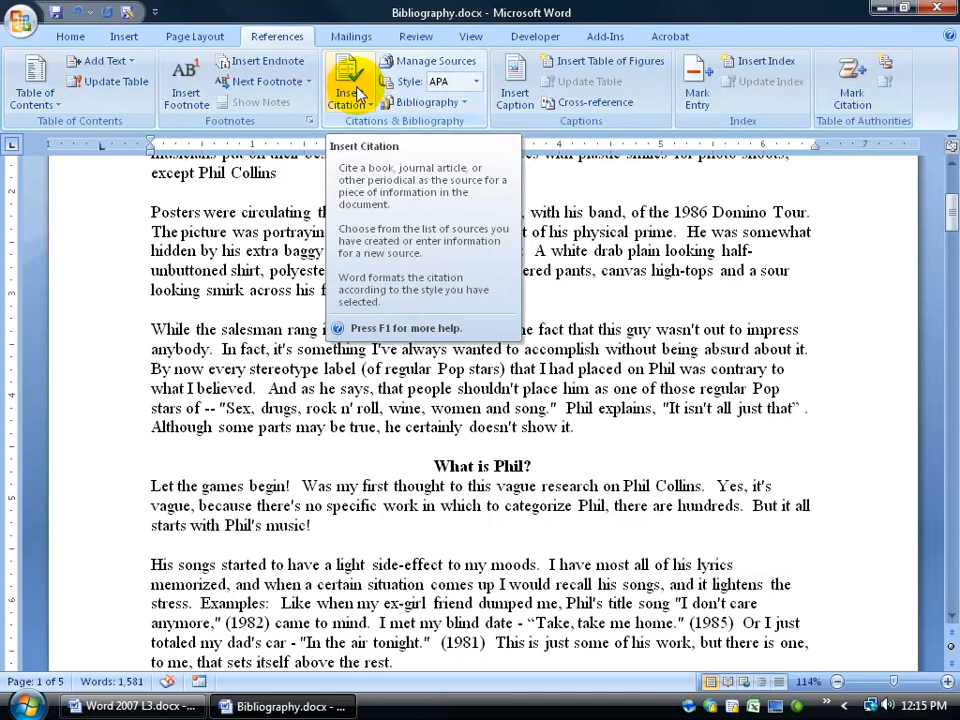 Bibliography.docx - Microsoft Word
Home Insert Page Layout References Mailings Review View Developer Add-Ins Acrobat
Table of Contents
Add Text
Update Table
Table of Contents
AB1
Insert Footnote
Insert Endnote
Next Footnote
Show Notes
Footnotes
Insert Citation
Manage Sources
Style: APA
Bibliography
Citations & Bibliography
Insert Caption
Insert Table of Figures
Update Table
Cross-reference
Captions
Mark Entry
Insert Index
Update Index
Index
Mark Citation
Table of Authorities
Insert Citation
Cite a book, journal article, or
other periodical as the source for a
piece of information in the
document.
Choose from the list of sources you
have created or enter information
for a new source.
Word formats the citation
according to the style you have
selected.
Press F1 for more help.
except Phil Collins
Posters were circulating th , with his band, of the 1986 Domino Tour.
The picture was portrayin t of his physical prime. He was somewhat
hidden by his extra baggy A white drab plain looking half-
unbuttoned shirt, polyeste ered pants, canvas high-tops and a sour
looking smirk across his f
While the salesman rang i he fact that this guy wasn't out to impress
anybody. In fact, it's something I've always wanted to accomplish without being absurd about it.
By now every stereotype label (of regular Pop stars) that I had placed on Phil was contrary to
what I believed. And as he says, that people shouldn't place him as one of those regular Pop
stars of -- "Sex, drugs, rock n' roll, wine, women and song." Phil explains, "It isn't all just that” .
Although some parts may be true, he certainly doesn't show it.
What is Phil?
Let the games begin! Was my first thought to this vague research on Phil Collins. Yes, it's
vague, because there's no specific work in which to categorize Phil, there are hundreds. But it all
starts with Phil's music!
His songs started to have a light side-effect to my moods. I have most all of his lyrics
memorized, and when a certain situation comes up I would recall his songs, and it lightens the
stress. Examples: Like when my ex-girl friend dumped me, Phil's title song "I don't care
anymore," (1982) came to mind. I met my blind date - “Take, take me home." (1985) Or I just
totaled my dad's car - "In the air tonight." (1981) This is just some of his work, but there is one,
to me, that sets itself above the rest.
Page: 1 of 5 Words: 1,581 114%
Word 2007 L3.docx -... Bibliography.docx - ... 12:15 PM